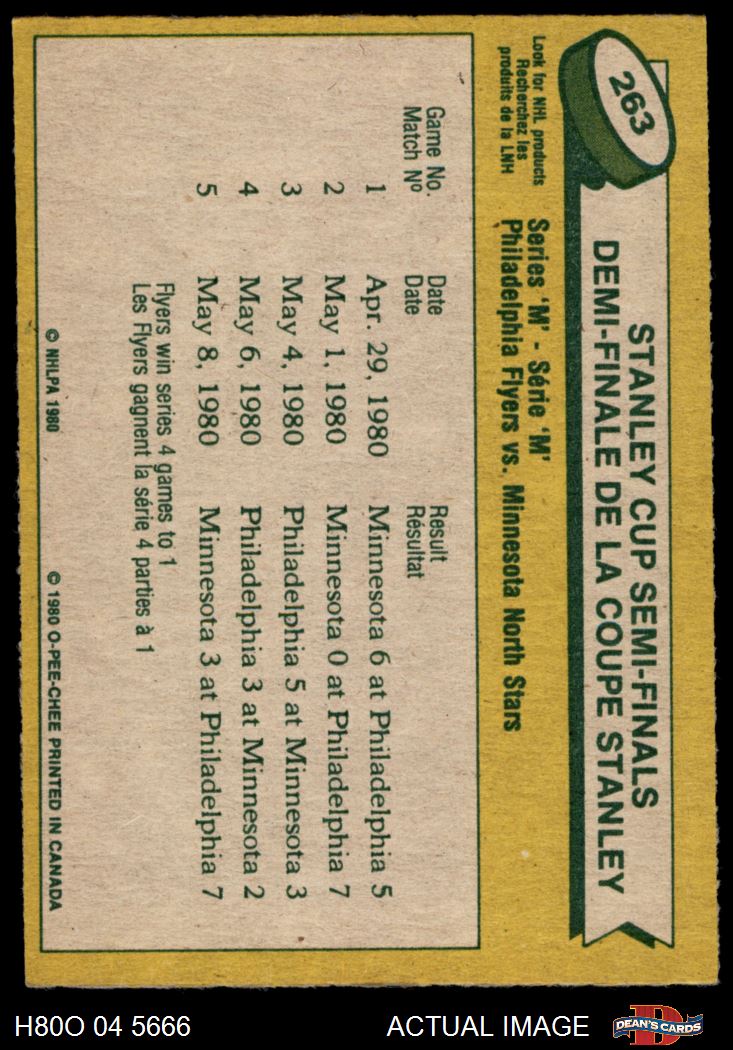 263
STANLEY CUP SEMI-FINALS
DEMI-FINALE DE LA COUPE STANLEY
Look for NHL products
Recherchez les
produits de la LNH
Series 'M' - Série 'M'
Philadelphia Flyers vs. Minnesota North Stars
Game No. Date Result
Match Nº Date Résultat
1 Apr. 29, 1980 Minnesota 6 at Philadelphia 5
2 May 1, 1980 Minnesota 0 at Philadelphia 7
3 May 4, 1980 Philadelphia 5 at Minnesota 3
4 May 6, 1980 Philadelphia 3 at Minnesota 2
5 May 8, 1980 Minnesota 3 at Philadelphia 7
Flyers win series 4 games to 1
Les Flyers gagnent la série 4 parties à 1
© NHLPA 1980 © 1980 O-PEE-CHEE PRINTED IN CANADA
H80O 04 5666 ACTUAL IMAGE D DEAN'S CARDS